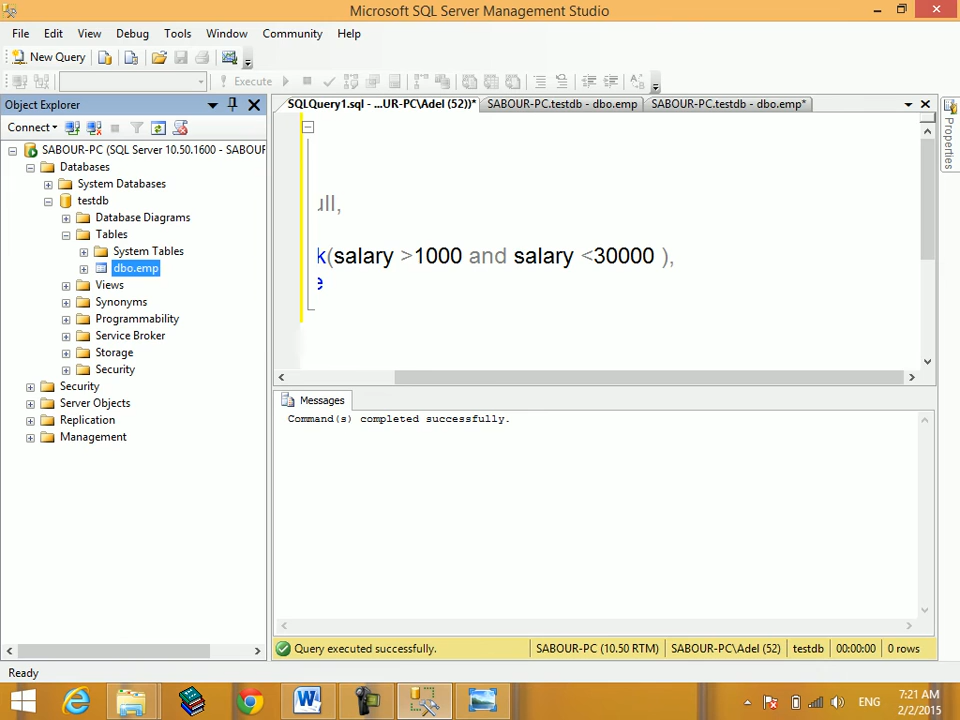 Microsoft SQL Server Management Studio
File Edit View Debug Tools Window Community Help
New Query
Execute
Object Explorer
SQLQuery1.sql - ...UR-PC\Adel (52))* SABOUR-PC.testdb - dbo.emp SABOUR-PC.testdb - dbo.emp*
Properties
Connect
SABOUR-PC (SQL Server 10.50.1600 - SABOUR
Databases
System Databases
testdb
Database Diagrams
Tables
System Tables
dbo.emp
Views
Synonyms
Programmability
Service Broker
Storage
Security
Security
Server Objects
Replication
Management
ull,
k(salary >1000 and salary <30000 ),
e
Messages
Command(s) completed successfully.
Query executed successfully. SABOUR-PC (10.50 RTM) SABOUR-PC\Adel (52) testdb 00:00:00 0 rows
Ready
ENG
7:21 AM
2/2/2015